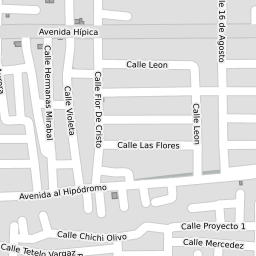 Avenida Hípica
Calle 16 de Agosto
Calle Leon
Calle Hermanas Mirabal
Calle Violeta
Calle Flor De Cristo
Calle Leon
Calle Las Flores
Avenida al Hipódromo
Calle Proyecto 1
Calle Chichi Olivo
Calle Mercedez
Calle Tetelo Vargaz